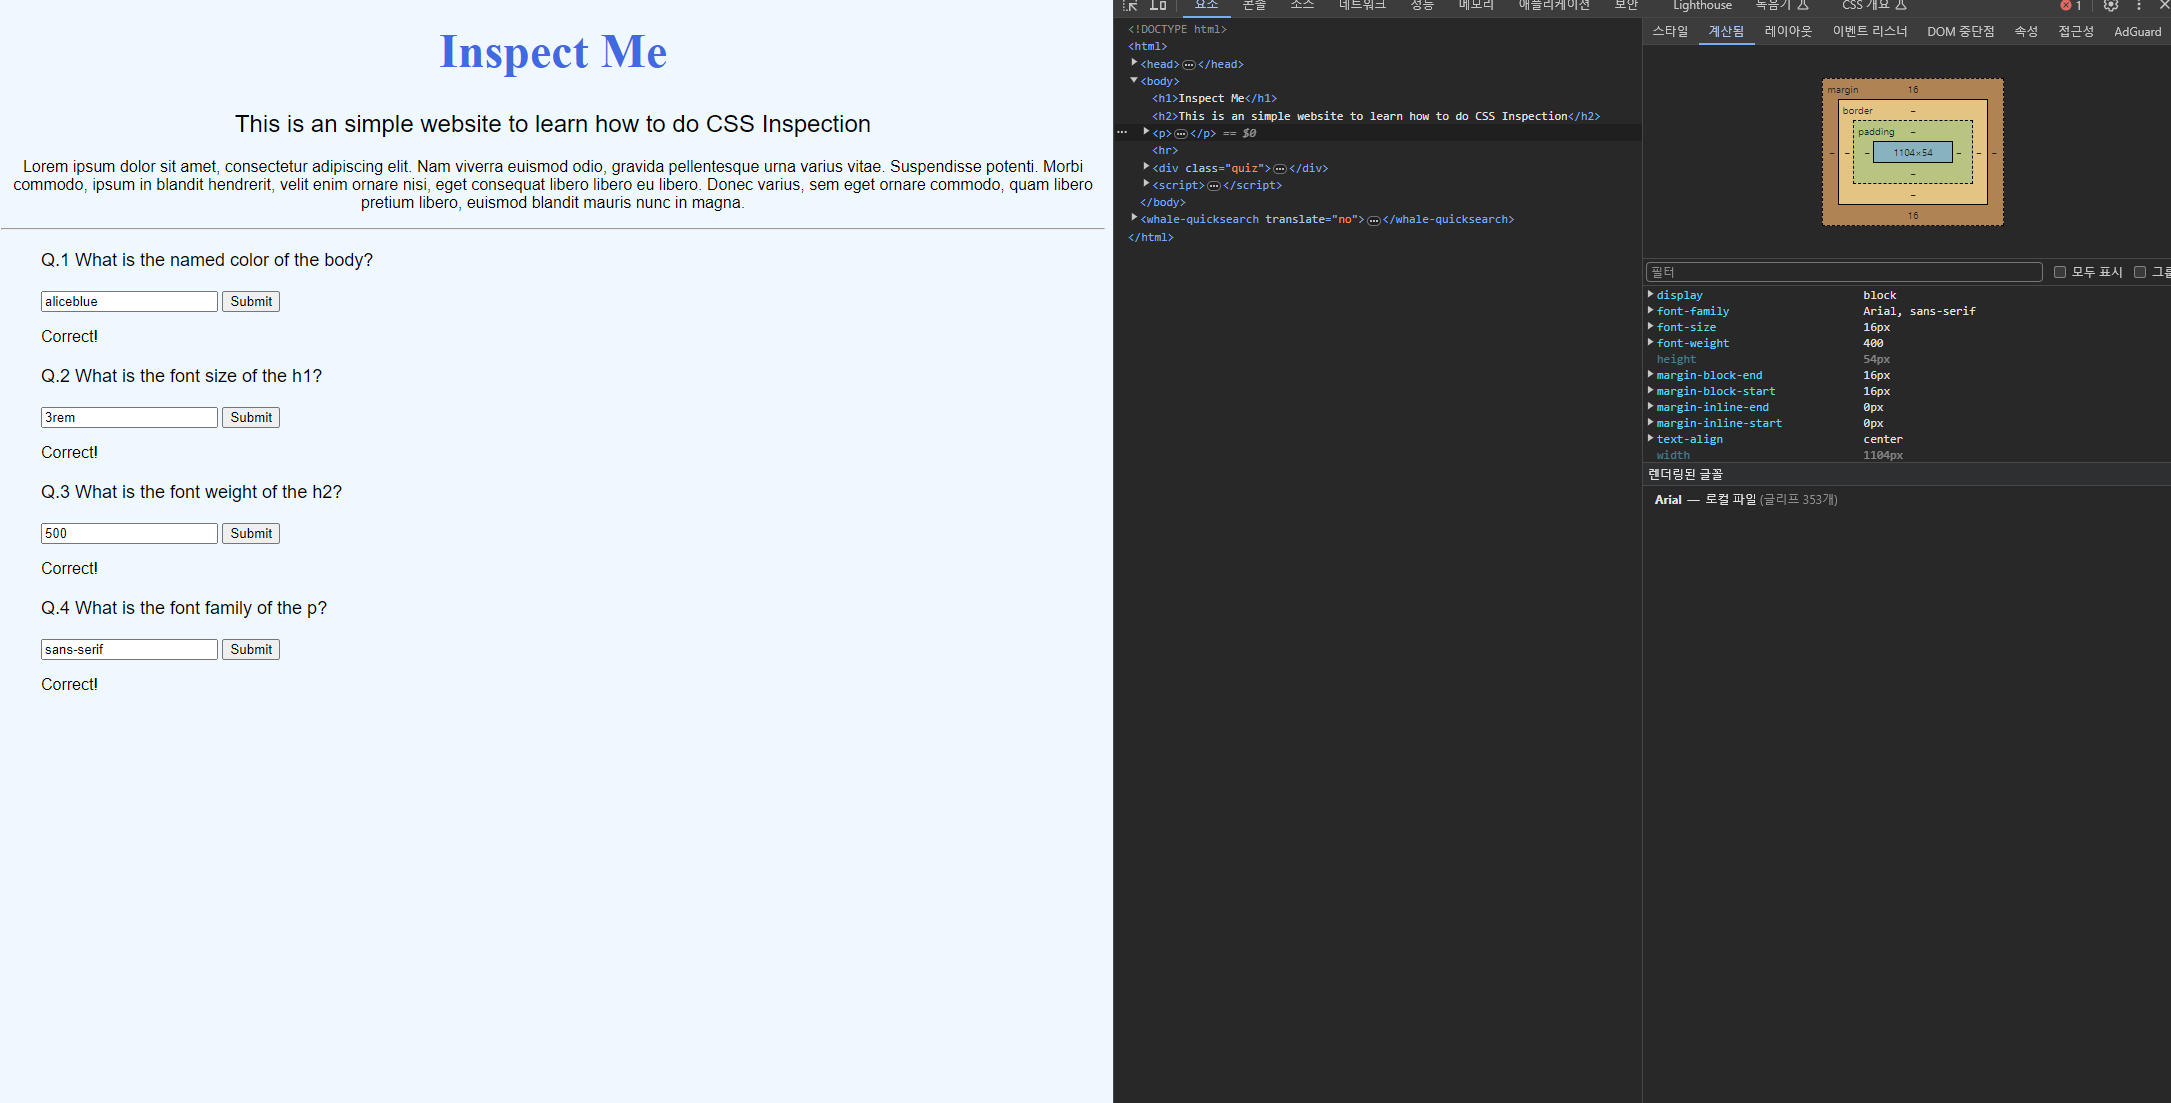 Inspect Me
This is an simple website to learn how to do CSS Inspection
Lorem ipsum dolor sit amet, consectetur adipiscing elit. Nam viverra euismod odio, gravida pellentesque urna varius vitae. Suspendisse potenti. Morbi
commodo, ipsum in blandit hendrerit, velit enim ornare nisi, eget consequat libero libero eu libero. Donec varius, sem eget ornare commodo, quam libero
pretium libero, euismod blandit mauris nunc in magna.
Q.1 What is the named color of the body?
aliceblue Submit
Correct!
Q.2 What is the font size of the h1?
3rem Submit
Correct!
Q.3 What is the font weight of the h2?
500 Submit
Correct!
Q.4 What is the font family of the p?
sans-serif Submit
Correct!
요소 콘솔 소스 네트워크 성능 메모리 애플리케이션 보안 Lighthouse 녹음기 CSS 개요 1
<!DOCTYPE html>
<html>
<head>…</head>
<body>
<h1>Inspect Me</h1>
<h2>This is an simple website to learn how to do CSS Inspection</h2>
… <p>…</p> == $0
<hr>
<div class="quiz">…</div>
<script>…</script>
</body>
<whale-quicksearch translate="no">…</whale-quicksearch>
</html>
스타일 계산됨 레이아웃 이벤트 리스너 DOM 중단점 속성 접근성 AdGuard
margin 16
border -
padding -
- - - 1104×54 - - -
-
-
16
필터 모두 표시 그룹
display block
font-family Arial, sans-serif
font-size 16px
font-weight 400
height 54px
margin-block-end 16px
margin-block-start 16px
margin-inline-end 0px
margin-inline-start 0px
text-align center
width 1104px
렌더링된 글꼴
Arial — 로컬 파일 (글리프 353개)